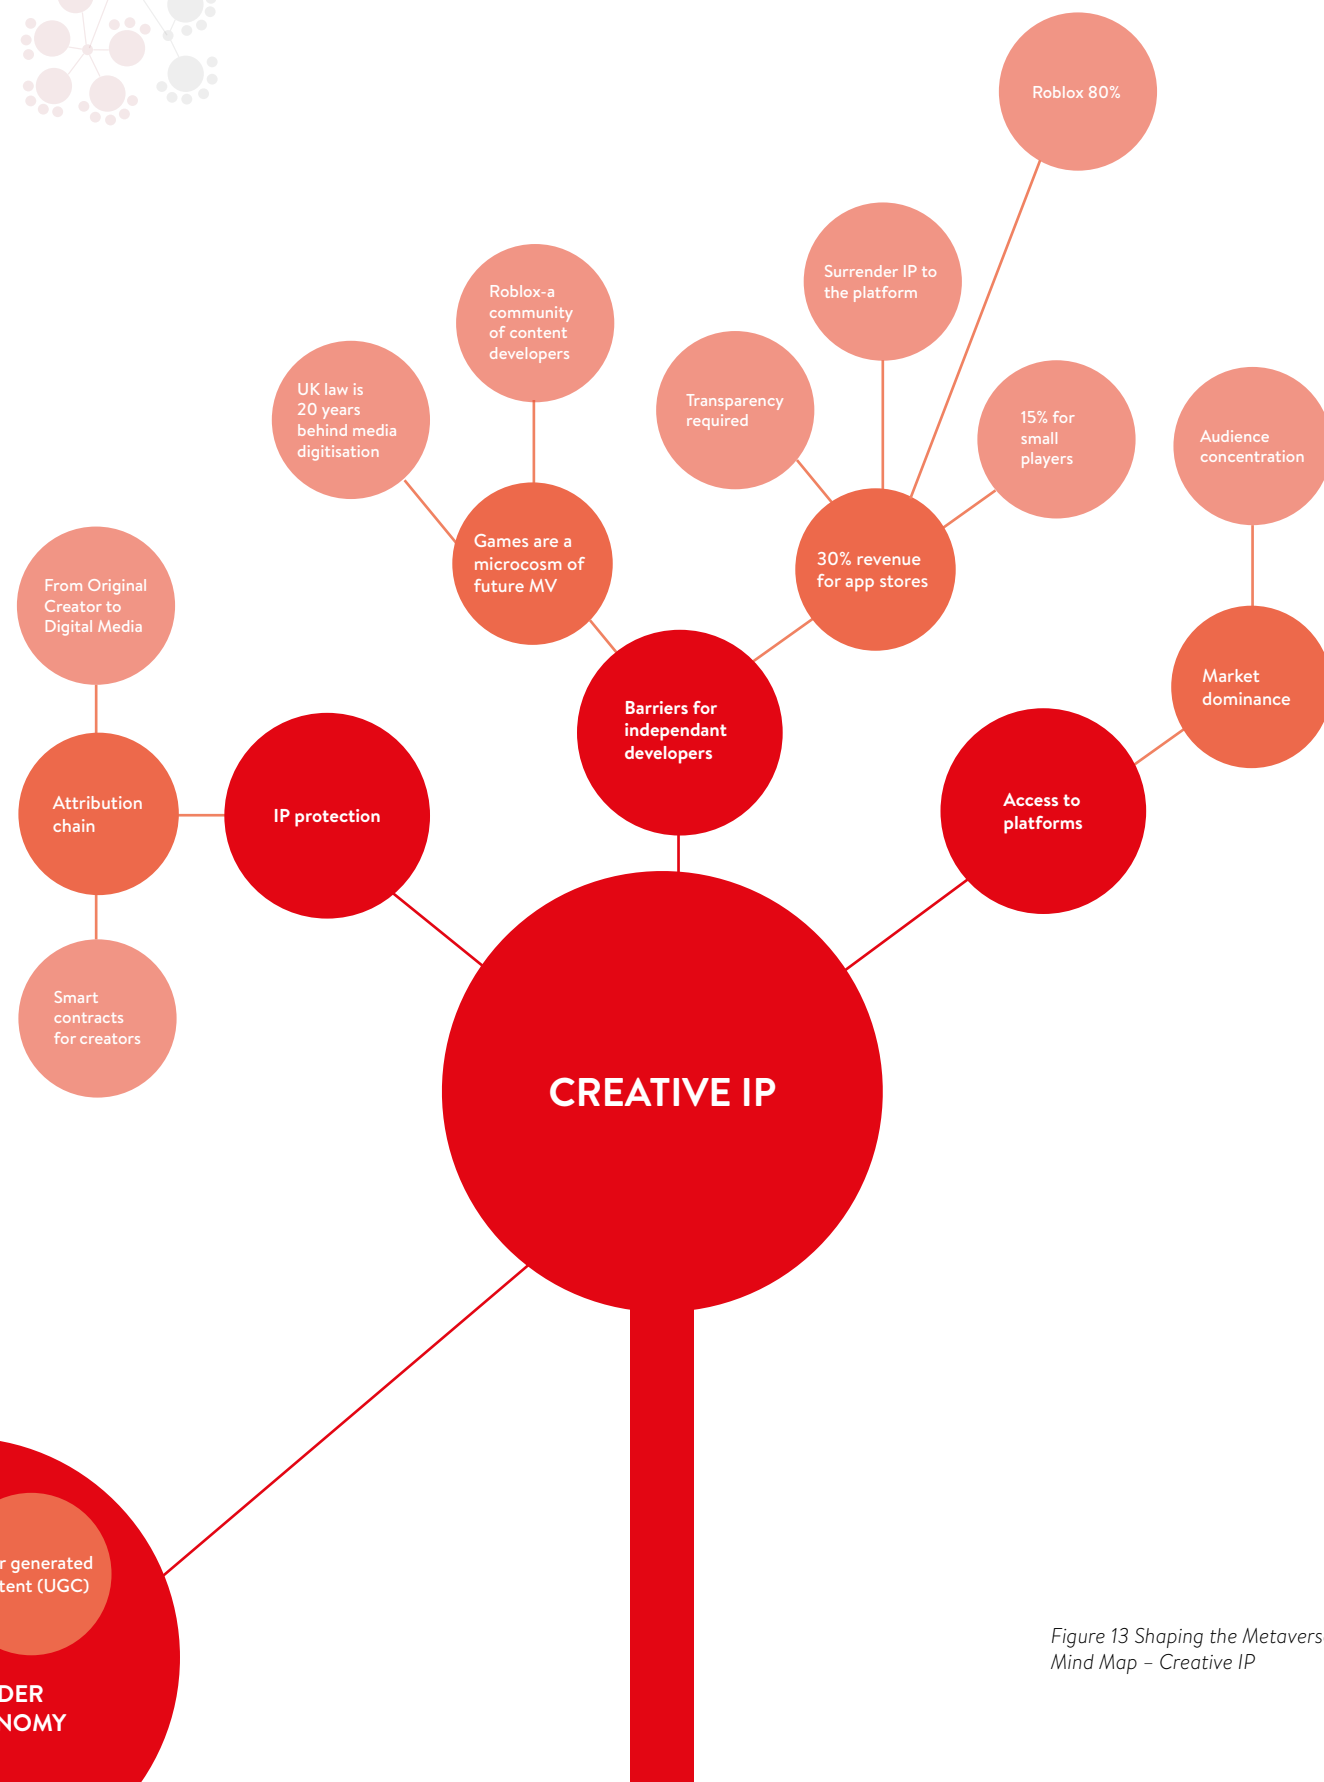 Roblox 80%
Surrender IP to
the platform
Roblox-a
community
of content
developers
UK law is
20 years
behind media
digitisation
Transparency
required
15% for
small
players
Audience
concentration
Games are a
microcosm of
future MV
30% revenue
for app stores
From Original
Creator to
Digital Media
Market
dominance
Barriers for
independant
developers
Attribution
chain
IP protection
Access to
platforms
Smart
contracts
for creators
CREATIVE IP
r generated
tent (UGC)
DER
NOMY
Figure 13 Shaping the Metavers
Mind Map – Creative IP